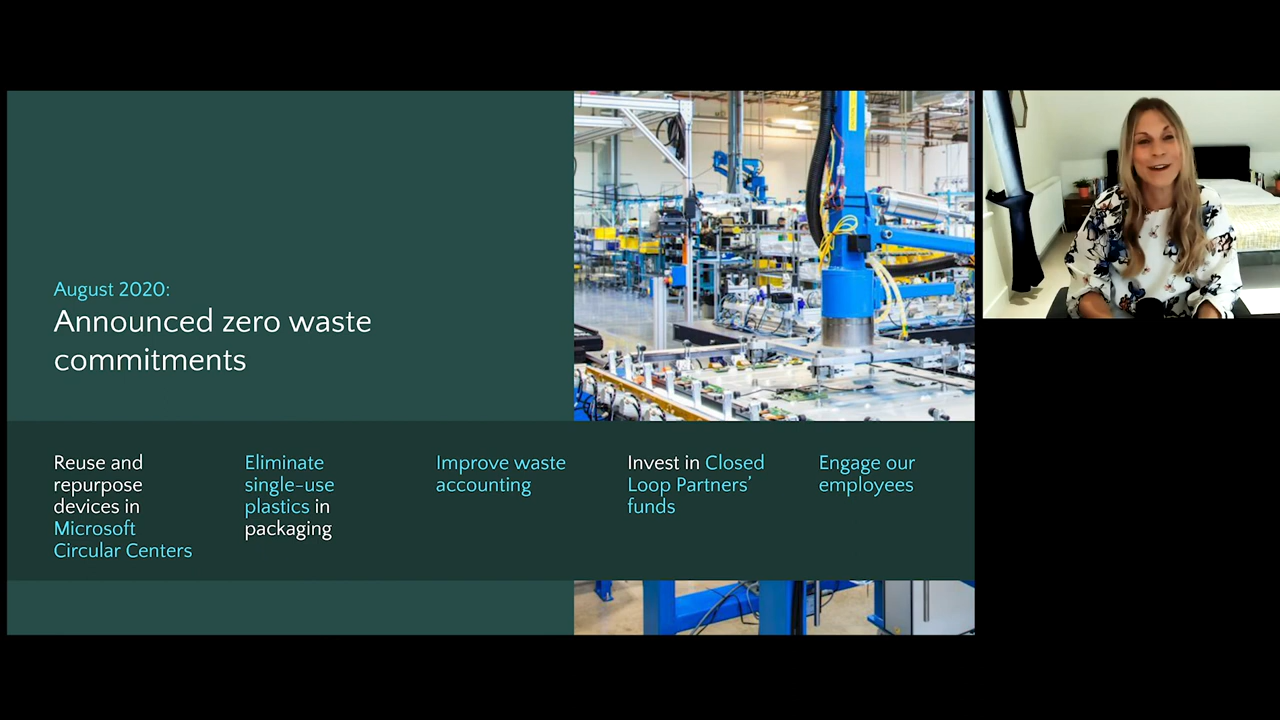 August 2020:
Announced zero waste
commitments
Reuse and
repurpose
devices in
Microsoft
Circular Centers
Eliminate
single-use
plastics in
packaging
Improve waste
accounting
Invest in Closed
Loop Partners’
funds
Engage our
employees